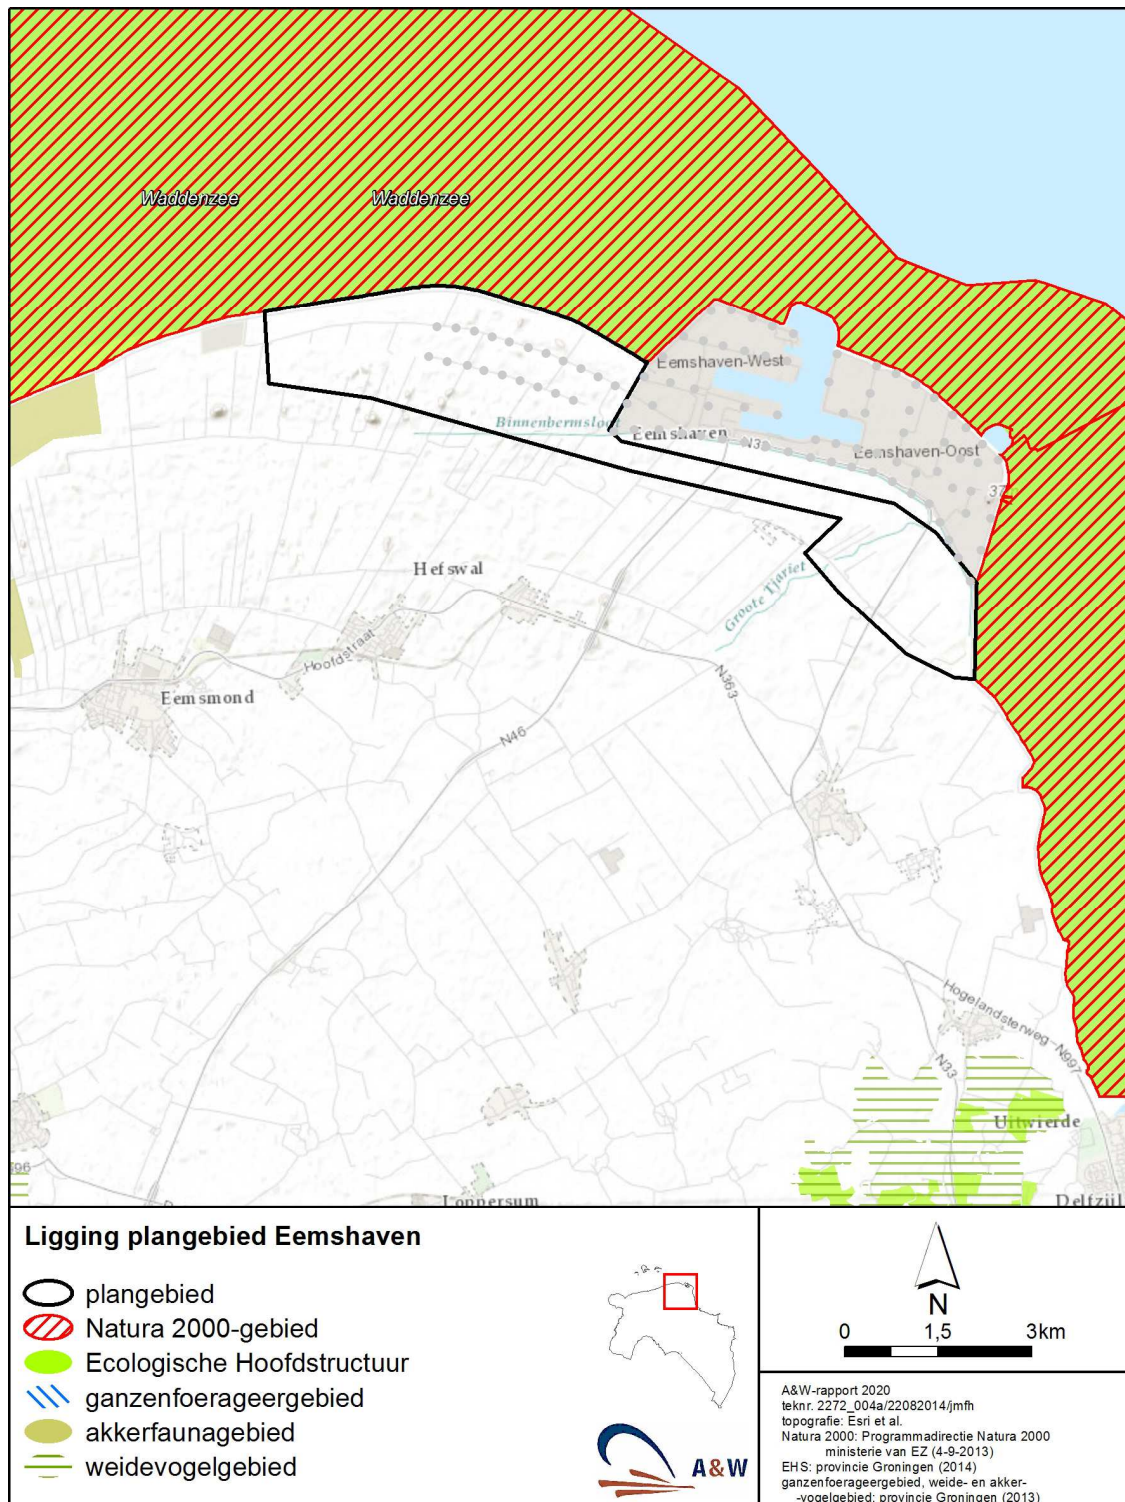 Waddenzee
Waddenzee
Eemshaven-West
Binnenbermsloot
Eemshaven
N3
Eemshaven-Oost
37
Hefswal
Groote Tjariet
Hoofdstraat
Eemsmond
N363
N46
Hogelandsterweg N997
N33
Uitwierde
Loppersum
Delfzijl
Ligging plangebied Eemshaven
plangebied
Natura 2000-gebied
Ecologische Hoofdstructuur
ganzenfoerageergebied
akkerfaunagebied
weidevogelgebied
A&W
N
0 1,5 3km
A&W-rapport 2020
teknr. 2272_004a/22082014/jmfh
topografie: Esri et al.
Natura 2000: Programmadirectie Natura 2000
ministerie van EZ (4-9-2013)
EHS: provincie Groningen (2014)
ganzenfoerageergebied, weide- en akker-
-vogelgebied: provincie Groningen (2013)